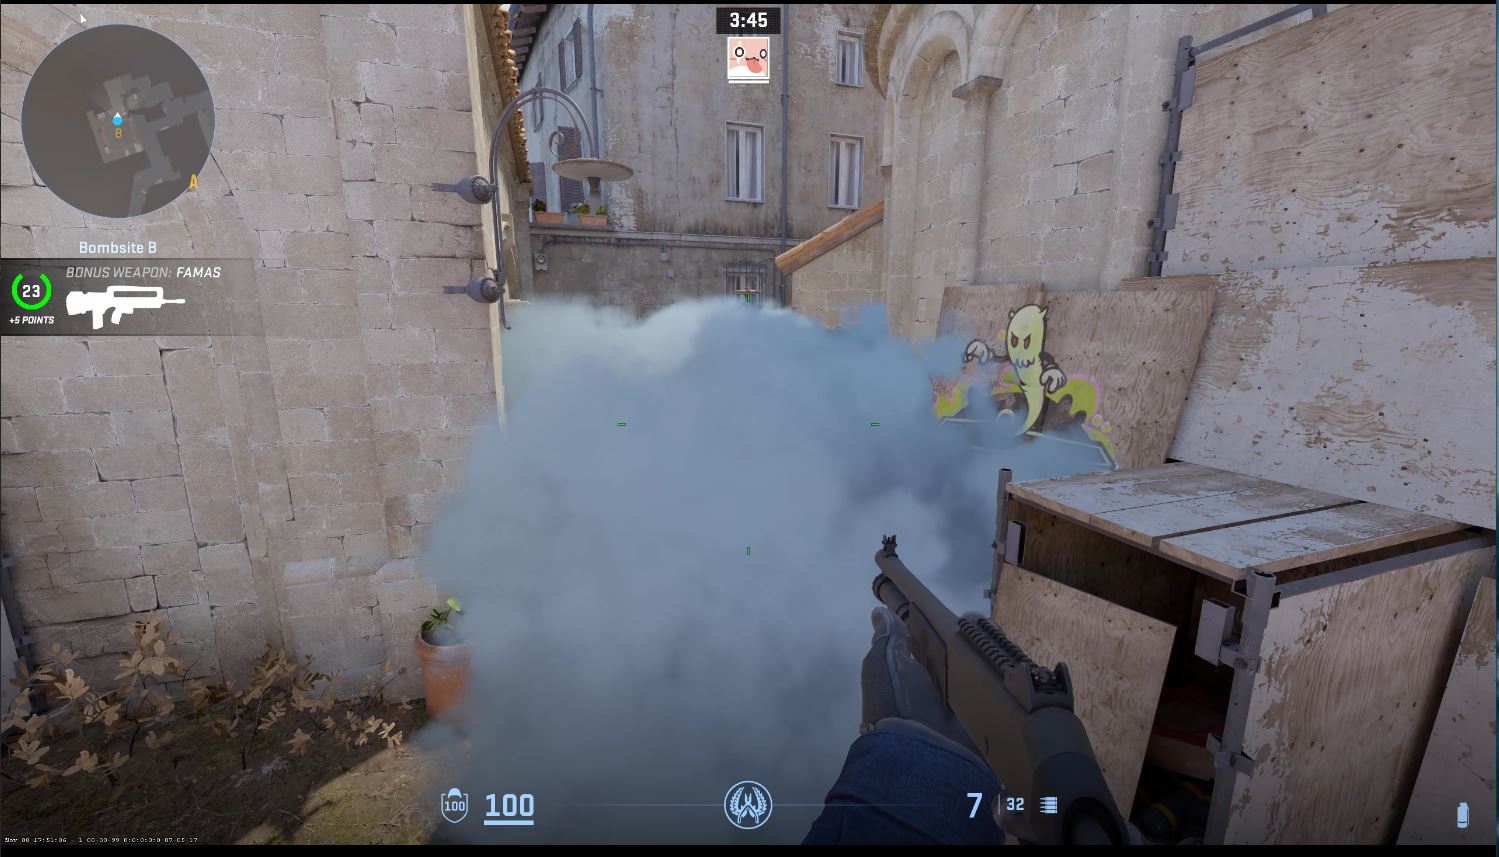 3:45
B
A
Bombsite B
BONUS WEAPON: FAMAS
23
+5 POINTS
100
100
7 | 32